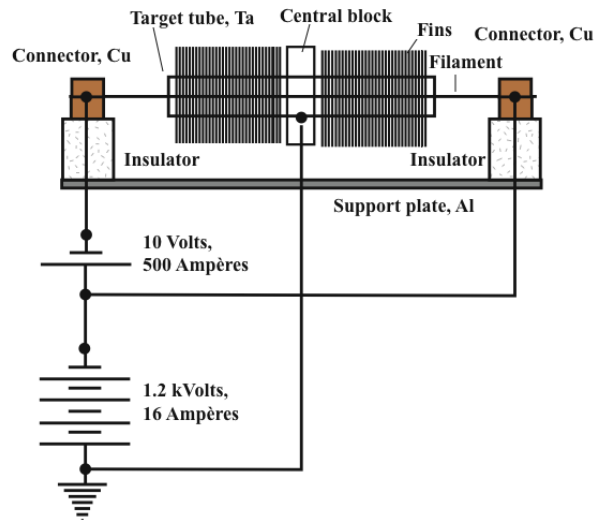 Target tube, Ta
Central block
Fins
Connector, Cu
Connector, Cu
Filament
Insulator
Insulator
Support plate, Al
10 Volts,
500 Ampères
1.2 kVolts,
16 Ampères